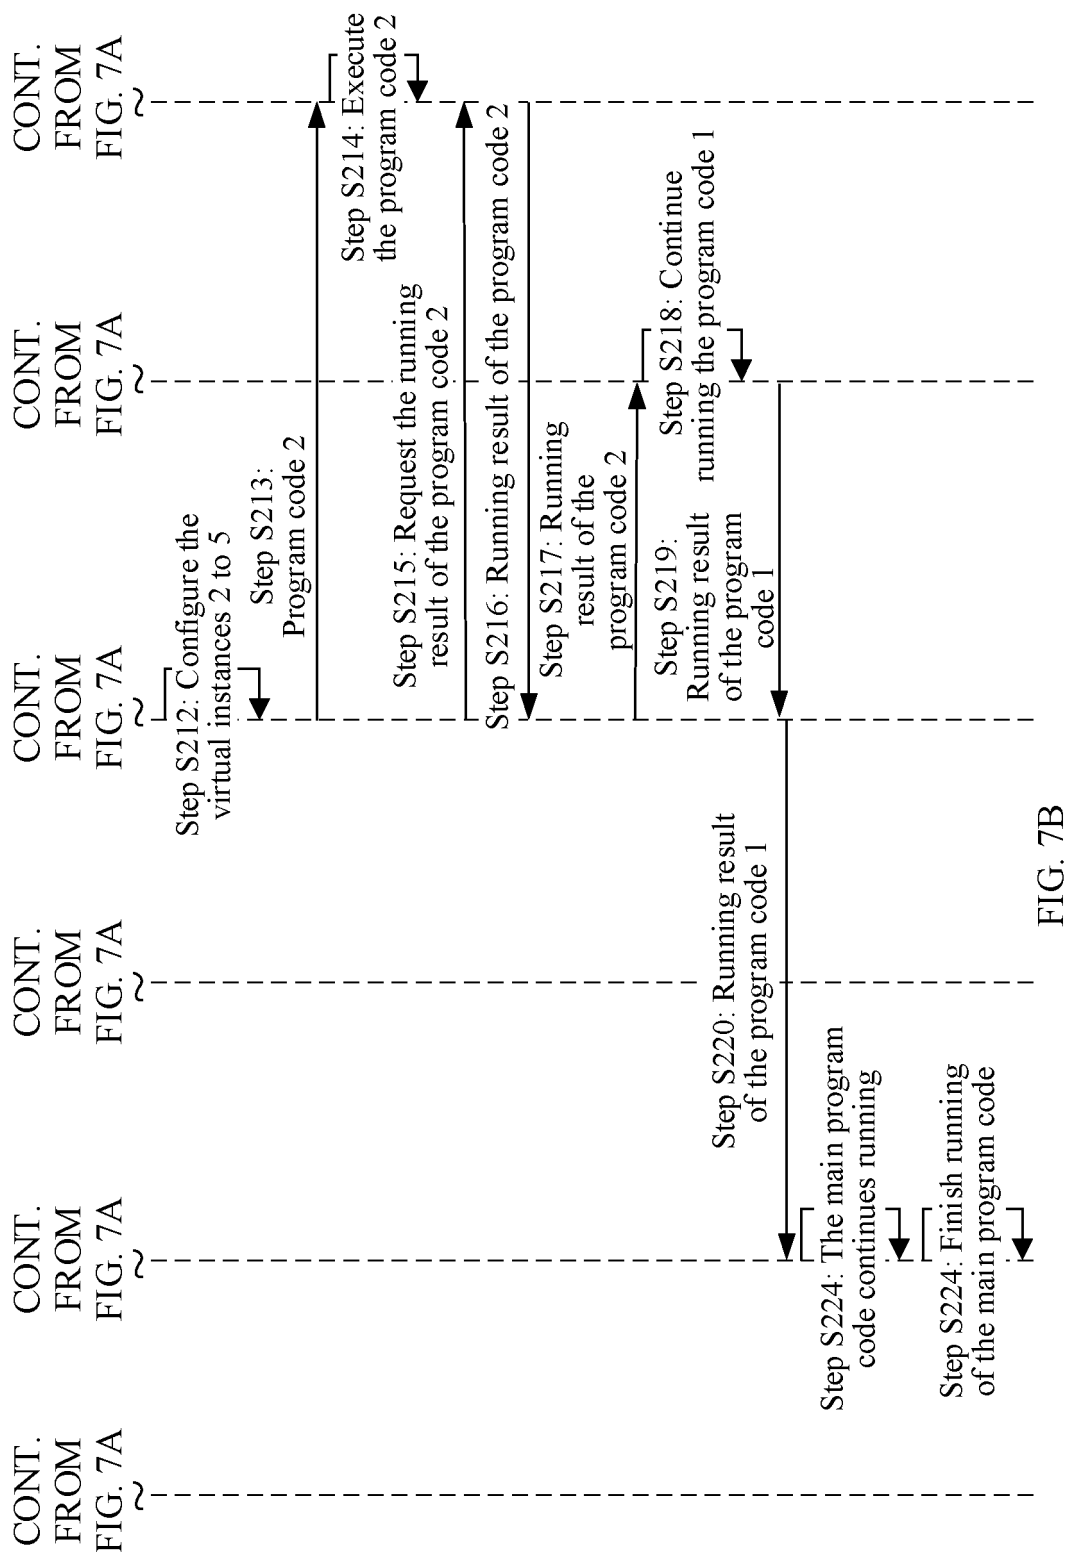 CONT.
FROM
FIG. 7A
CONT.
FROM
FIG. 7A
CONT.
FROM
FIG. 7A
CONT.
FROM
FIG. 7A
CONT.
FROM
FIG. 7A
CONT.
FROM
FIG. 7A
Step S212: Configure the
virtual instances 2 to 5
Step S213:
Program code 2
Step S214: Execute
the program code 2
Step S215: Request the running
result of the program code 2
Step S216: Running result of the program code 2
Step S217: Running
result of the
program code 2
Step S218: Continue
running the program code 1
Step S219:
Running result
of the program
code 1
Step S220: Running result
of the program code 1
Step S224: The main program
code continues running
Step S224: Finish running
of the main program code
FIG. 7B